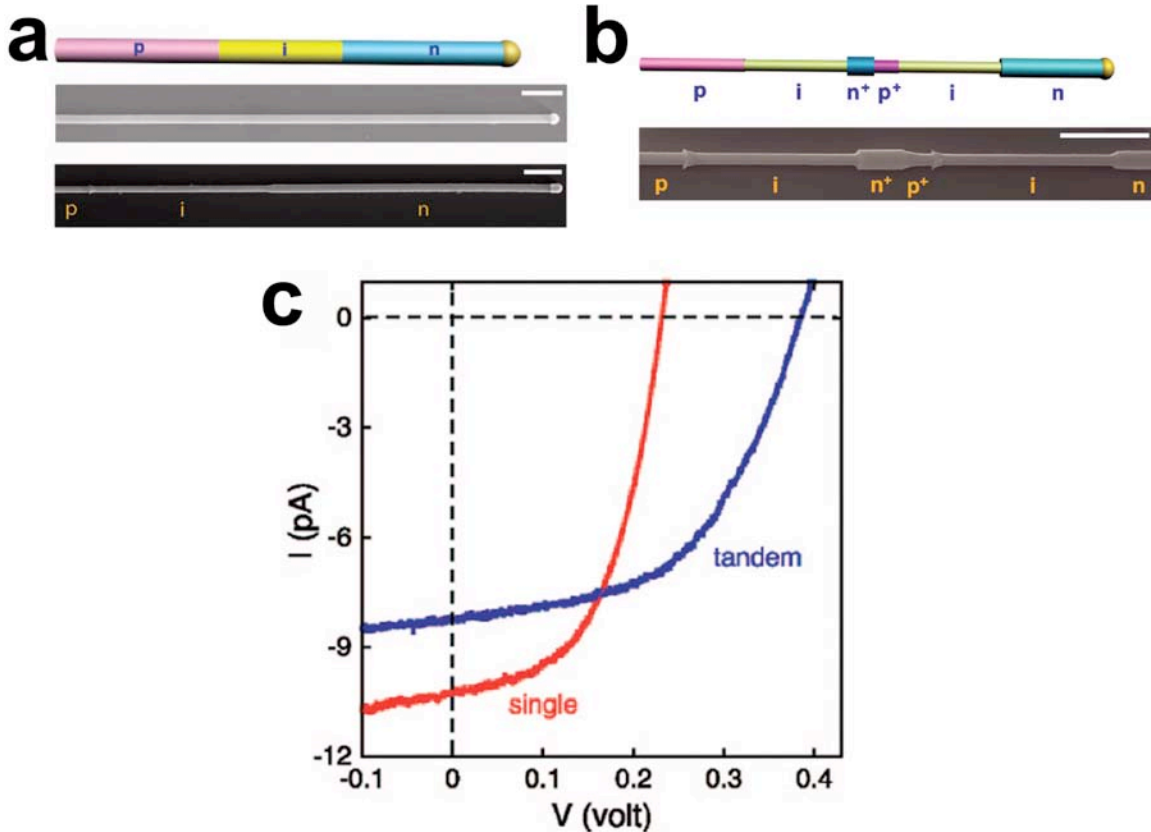 a
p i n
p i n
b
p i n⁺ p⁺ i n
p i n⁺ p⁺ i n
c
I (pA)
0
-3
-6
-9
-12
tandem
single
-0.1 0 0.1 0.2 0.3 0.4
V (volt)